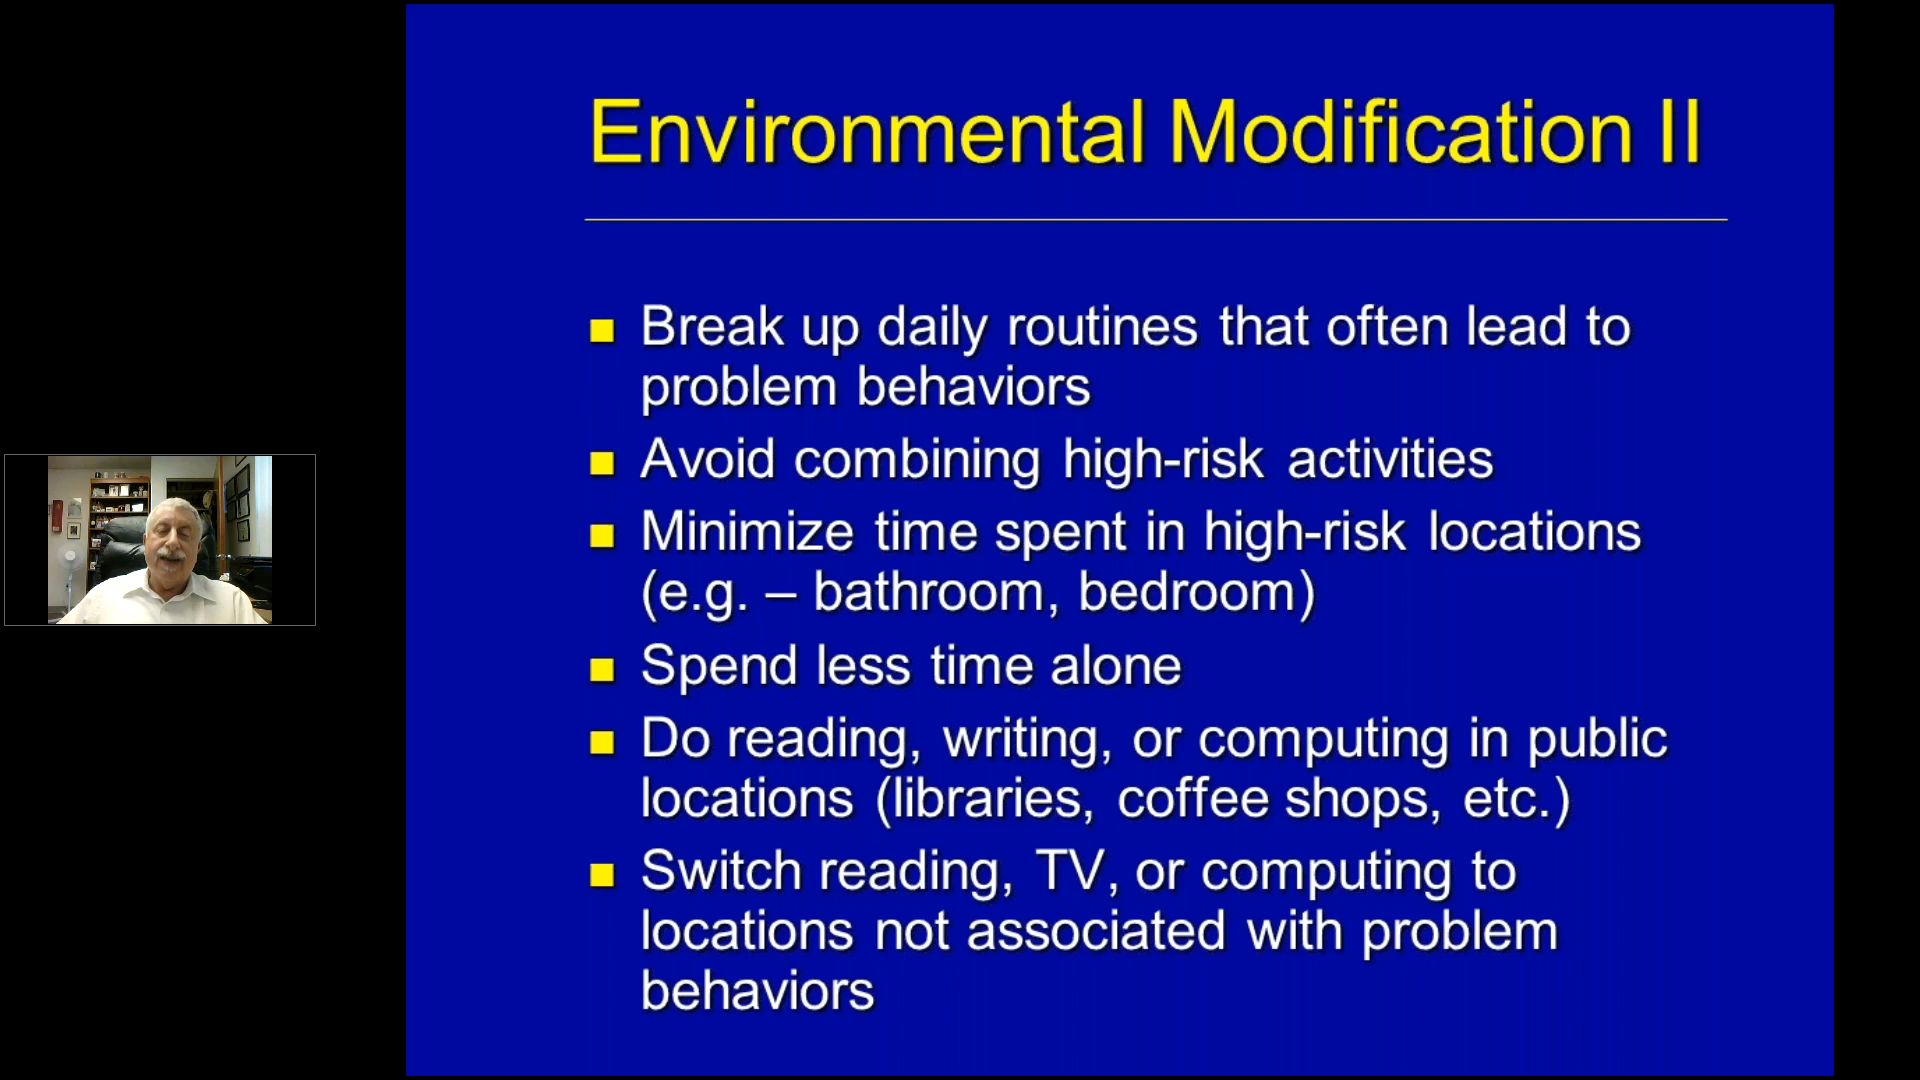 Environmental Modification II
Break up daily routines that often lead to
problem behaviors
Avoid combining high-risk activities
Minimize time spent in high-risk locations
(e.g. – bathroom, bedroom)
Spend less time alone
Do reading, writing, or computing in public
locations (libraries, coffee shops, etc.)
Switch reading, TV, or computing to
locations not associated with problem
behaviors